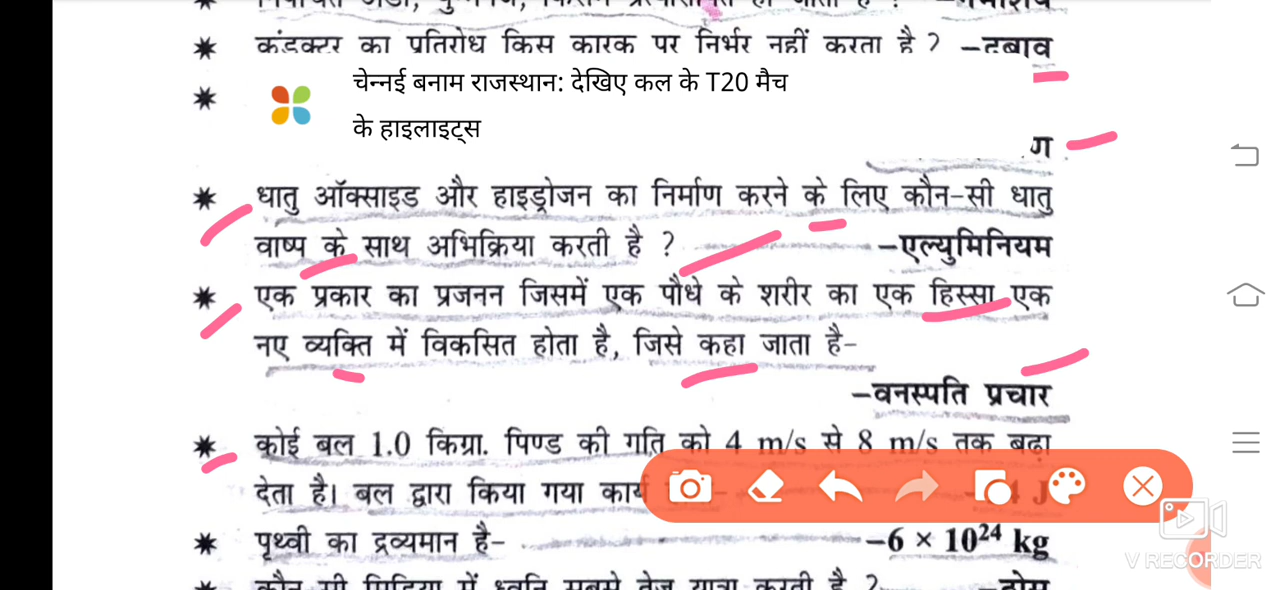 कंडक्टर का प्रतिरोध किस कारक पर निर्भर नहीं करता है ? –दबाव
चेन्नई बनाम राजस्थान: देखिए कल के T20 मैच
के हाइलाइट्स
धातु ऑक्साइड और हाइड्रोजन का निर्माण करने के लिए कौन-सी धातु
वाष्प के साथ अभिक्रिया करती है ? –एल्युमिनियम
एक प्रकार का प्रजनन जिसमें एक पौधे के शरीर का एक हिस्सा एक
नए व्यक्ति में विकसित होता है, जिसे कहा जाता है–
–वनस्पति प्रचार
कोई बल 1.0 किग्रा. पिण्ड की गति को 4 m/s से 8 m/s तक बढ़ा
देता है। बल द्वारा किया गया कार्य J
पृथ्वी का द्रव्यमान है– –6 × 10²⁴ kg
V RECORDER